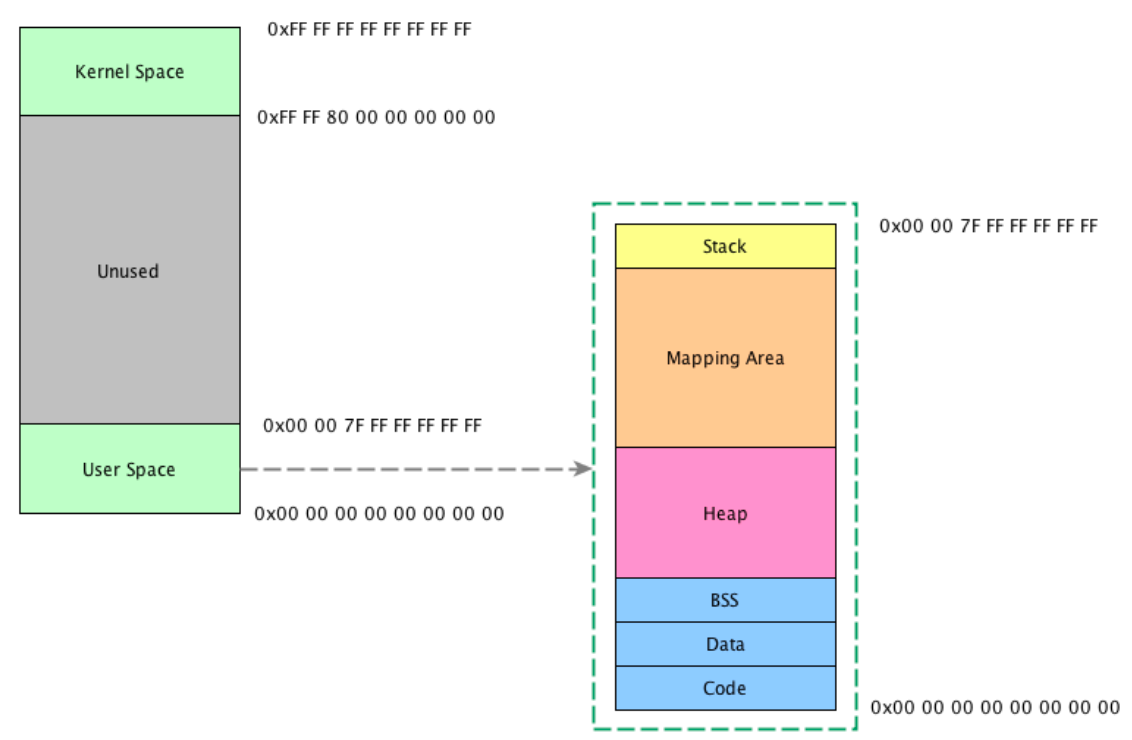 0xFF FF FF FF FF FF FF FF
Kernel Space
0xFF FF 80 00 00 00 00 00
Unused
0x00 00 7F FF FF FF FF FF
User Space
0x00 00 00 00 00 00 00 00
0x00 00 7F FF FF FF FF FF
Stack
Mapping Area
Heap
BSS
Data
Code
0x00 00 00 00 00 00 00 00